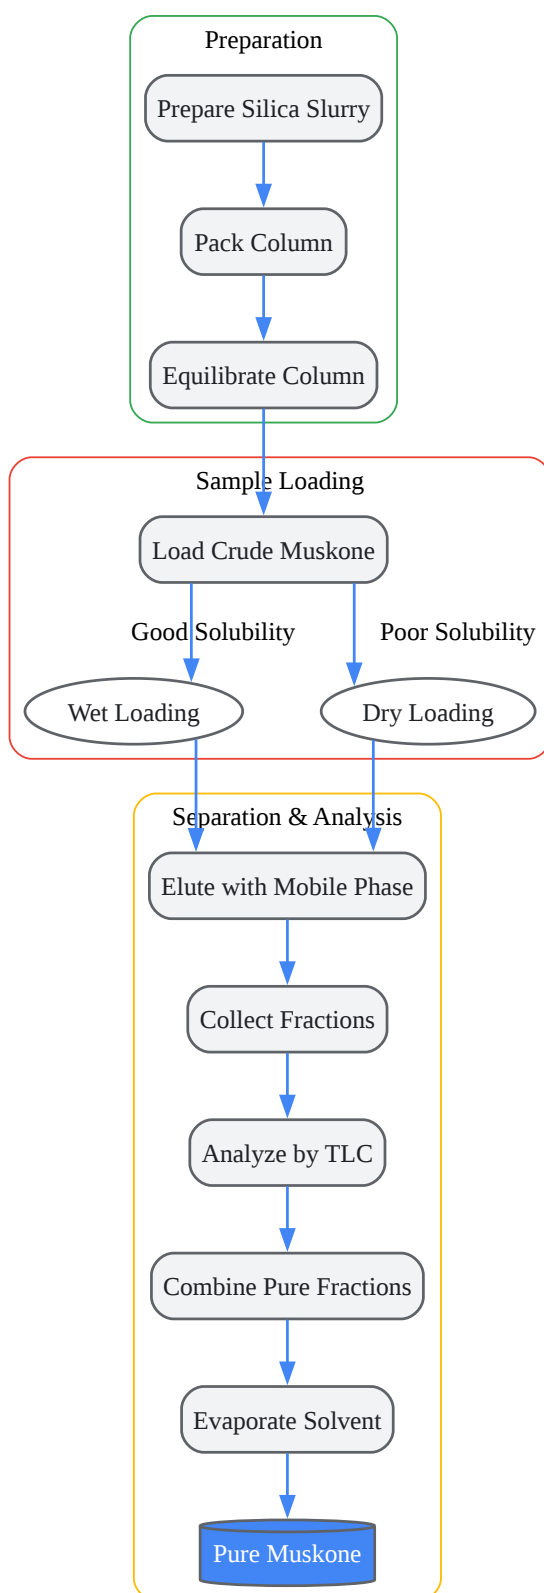 Preparation
Prepare Silica Slurry
Pack Column
Equilibrate Column
Sample Loading
Load Crude Muskone
Good Solubility
Poor Solubility
Wet Loading
Dry Loading
Separation & Analysis
Elute with Mobile Phase
Collect Fractions
Analyze by TLC
Combine Pure Fractions
Evaporate Solvent
Pure Muskone